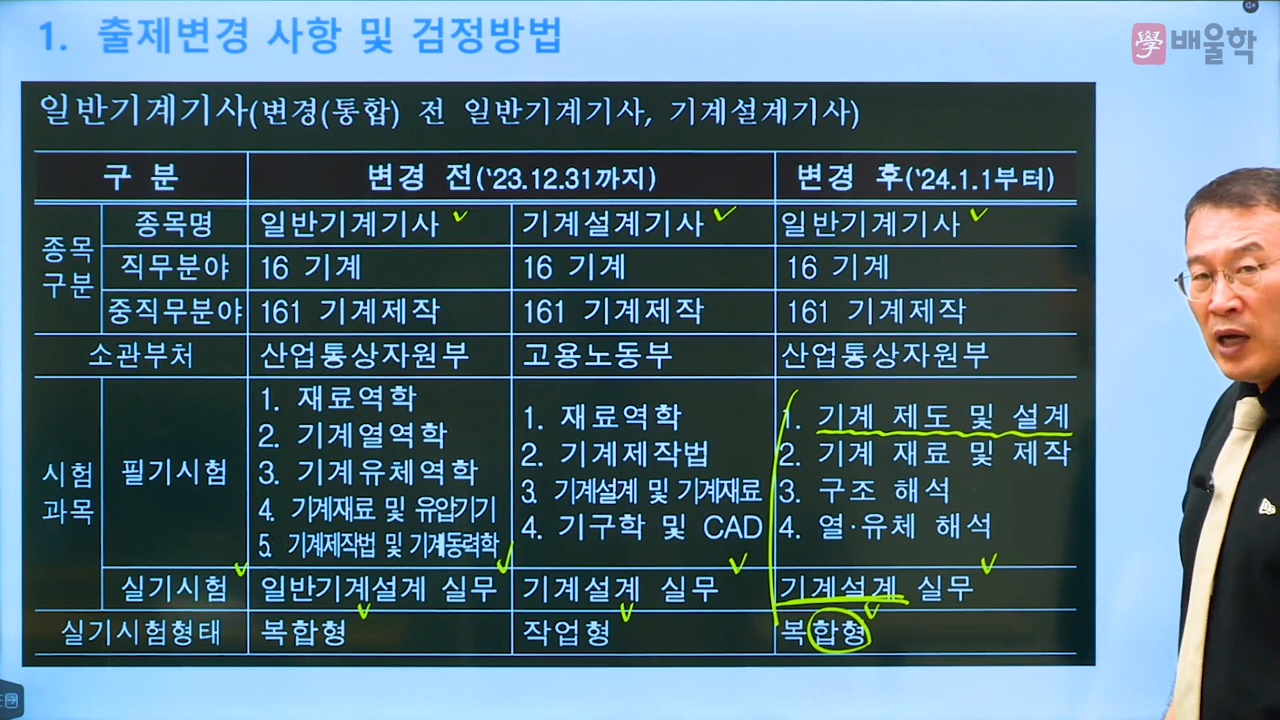 1. 출제변경 사항 및 검정방법
學 배울학
일반기계기사(변경(통합) 전 일반기계기사, 기계설계기사)
구 분 변경 전('23.12.31까지) 변경 후('24.1.1부터)
종목구분 종목명 일반기계기사 기계설계기사 일반기계기사
직무분야 16 기계 16 기계 16 기계
중직무분야 161 기계제작 161 기계제작 161 기계제작
소관부처 산업통상자원부 고용노동부 산업통상자원부
시험과목 필기시험
1. 재료역학
2. 기계열역학
3. 기계유체역학
4. 기계재료 및 유압기기
5. 기계제작법 및 기계동력학
1. 재료역학
2. 기계제작법
3. 기계설계 및 기계재료
4. 기구학 및 CAD
1. 기계 제도 및 설계
2. 기계 재료 및 제작
3. 구조 해석
4. 열·유체 해석
실기시험 일반기계설계 실무 기계설계 실무 기계설계 실무
실기시험형태 복합형 작업형 복합형